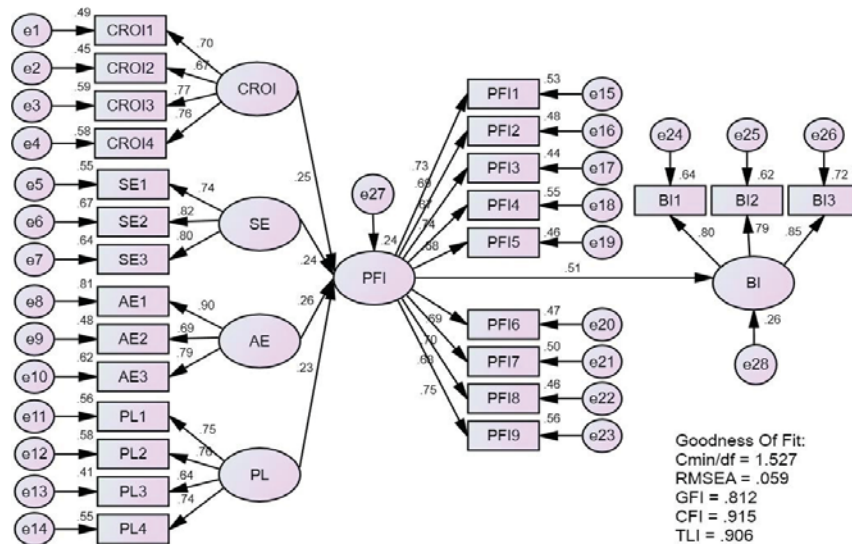 e1 .49 CROI1 .70
e2 .45 CROI2 .67
e3 .59 CROI3 .77
e4 .58 CROI4 .76
CROI .25
e5 .55 SE1 .74
e6 .67 SE2 .82
e7 .64 SE3 .80
SE .24
e8 .81 AE1 .90
e9 .48 AE2 .69
e10 .62 AE3 .79
AE .26
e11 .56 PL1 .75
e12 .58 PL2 .76
e13 .41 PL3 .64
e14 .55 PL4 .74
PL .23
e27
PFI .24
.73 PFI1 .53 e15
.69 PFI2 .48 e16
PFI3 .44 e17
.74 PFI4 .55 e18
.68 PFI5 .46 e19
.69 PFI6 .47 e20
.70 PFI7 .50 e21
.68 PFI8 .46 e22
.75 PFI9 .56 e23
.51
e24 e25 e26
.64 .62 .72
BI1 BI2 BI3
.80 .79 .85
BI
.26
e28
Goodness Of Fit:
Cmin/df = 1.527
RMSEA = .059
GFI = .812
CFI = .915
TLI = .906